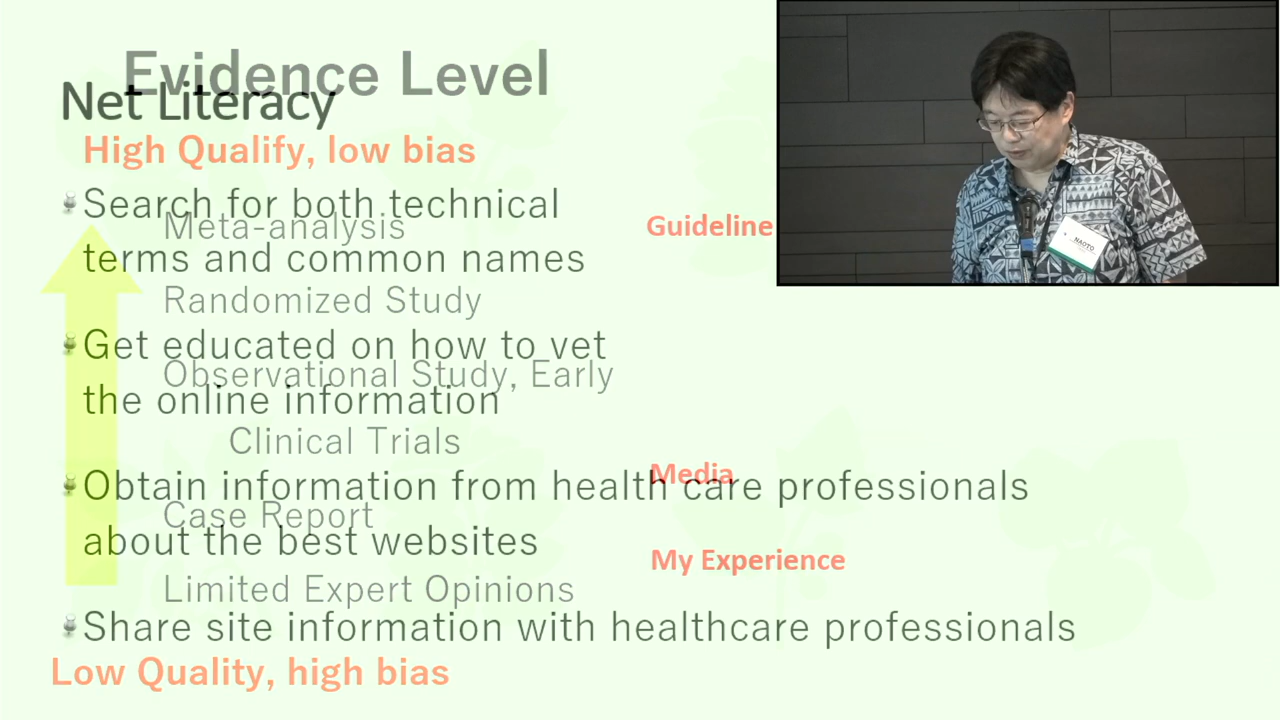 Evidence Level
Net Literacy
High Qualify, low bias
Search for both technical
Meta-analysis
Guideline
terms and common names
Randomized Study
Get educated on how to vet
Observational Study, Early
the online information
Clinical Trials
Media
Obtain information from health care professionals
Case Report
about the best websites
My Experience
Limited Expert Opinions
Share site information with healthcare professionals
Low Quality, high bias
NAOTO